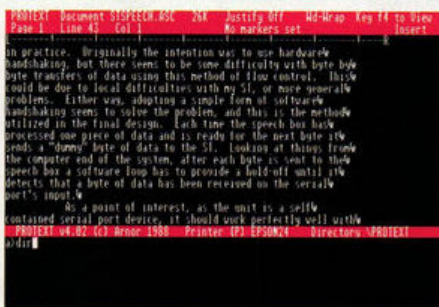 PROTEXT Document STSPEECH.ASC 26K Justify Off Wd-Wrap Key f4 to View
Page 1 Line 43 Col 1 No markers set Insert
in practice. Originally the intention was to use hardware
handshaking, but there seems to be some difficulty with byte by
byte transfers of data using this method of flow control. This
could be due to local difficulties with my ST, or more general
problems. Either way, adopting a simple form of software
handshaking seems to solve the problem, and this is the method
utilized in the final design. Each time the speech box has
processed one piece of data and is ready for the next byte it
sends a "dummy" byte of data to the ST. Looking at things from
the computer end of the system, after each byte is sent to the
speech box a software loop has to provide a hold-off until it
detects that a byte of data has been received on the serial
port's input.
As a point of interest, as the unit is a self
contained serial port device, it should work perfectly well with
PROTEXT v4.02 (c) Arnor 1988 Printer (P) EPSON24 Directory \PROTEXT
a)dir